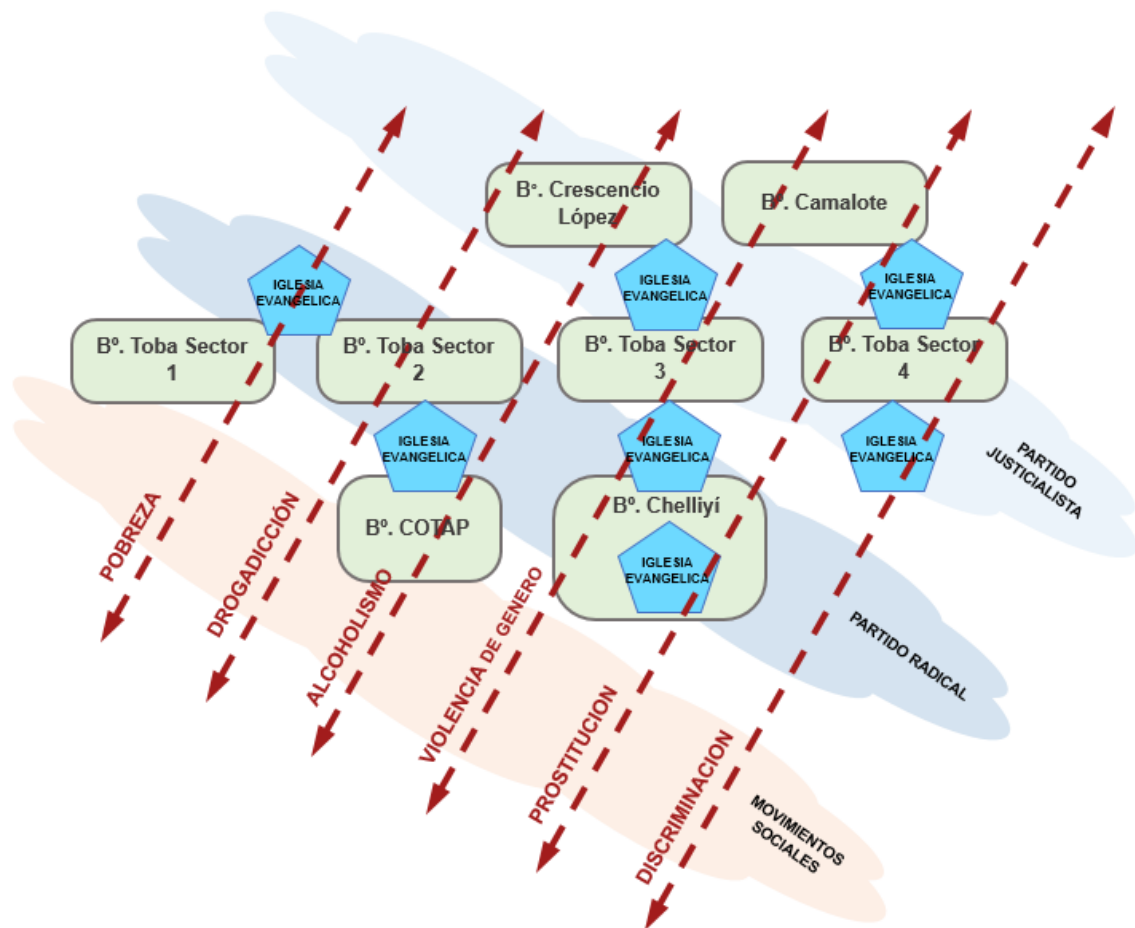 Bº. Crescencio
López
Bº. Camalote
IGLESIA
EVANGELICA
IGLESIA
EVANGELICA
IGLESIA
EVANGELICA
Bº. Toba Sector
1
Bº. Toba Sector
2
Bº. Toba Sector
3
Bº. Toba Sector
4
IGLESIA
EVANGELICA
IGLESIA
EVANGELICA
IGLESIA
EVANGELICA
Bº. COTAP
Bº. Chelliyí
IGLESIA
EVANGELICA
POBREZA
DROGADICCIÓN
ALCOHOLISMO
VIOLENCIA DE GENERO
PROSTITUCION
DISCRIMINACION
PARTIDO
JUSTICIALISTA
PARTIDO RADICAL
MOVIMIENTOS
SOCIALES